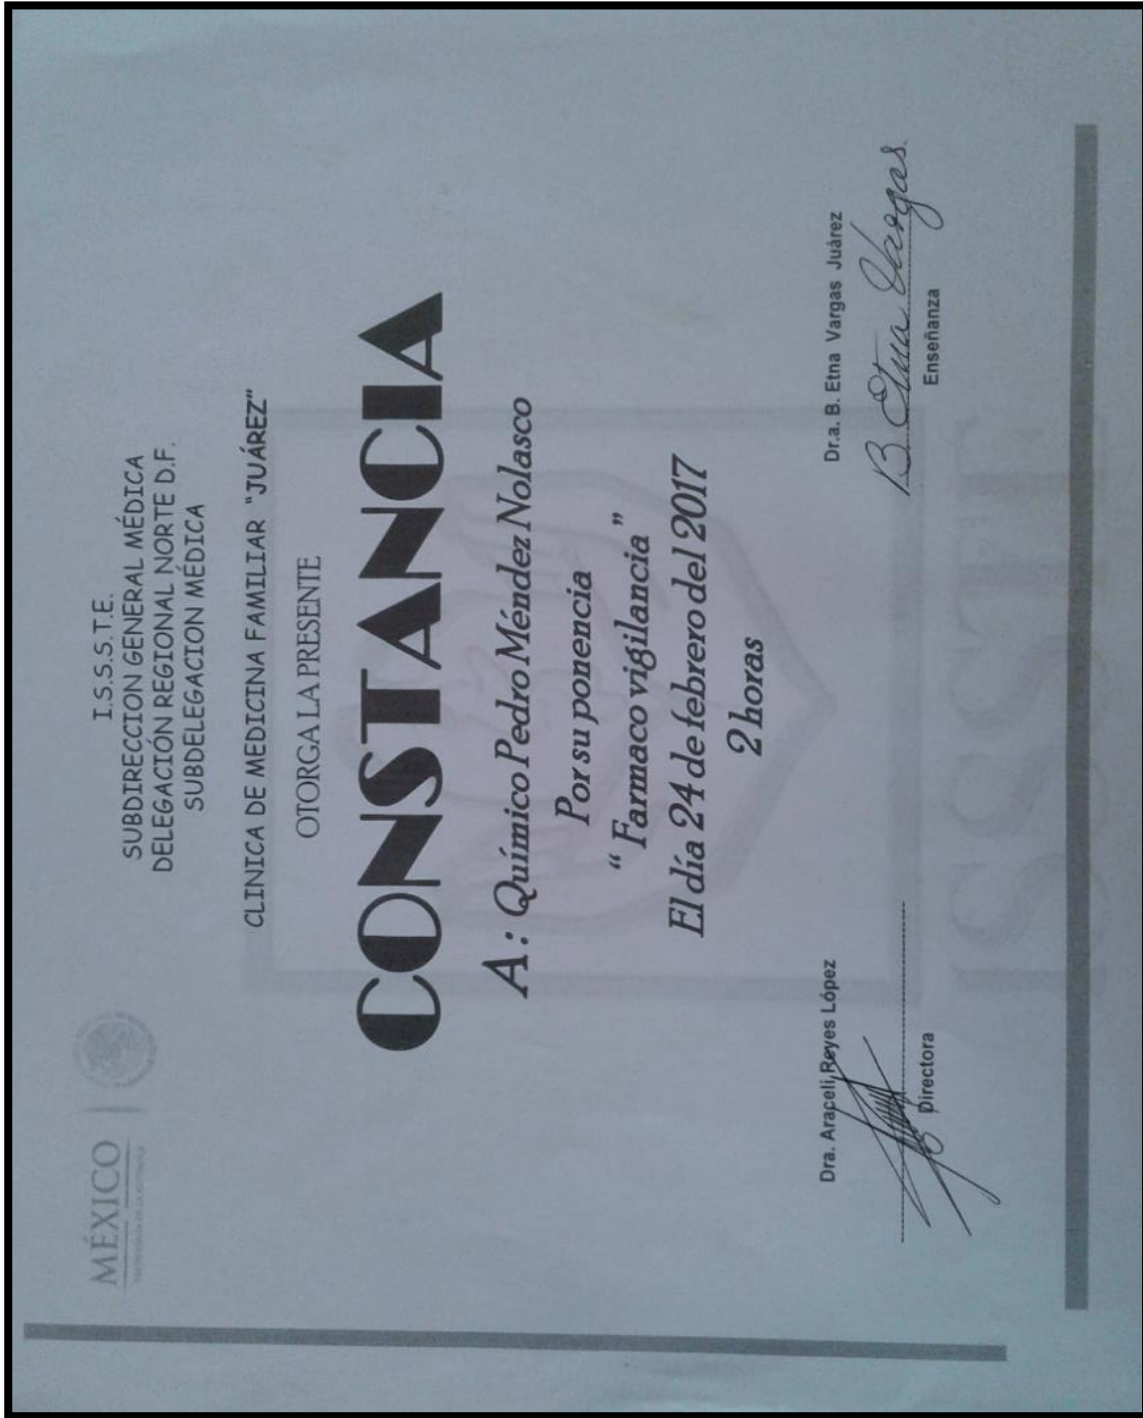 MÉXICO
I.S.S.S.T.E.
SUBDIRECCION GENERAL MÉDICA
DELEGACIÓN REGIONAL NORTE D.F.
SUBDELEGACION MÉDICA
CLINICA DE MEDICINA FAMILIAR "JUÁREZ"
OTORGA LA PRESENTE
CONSTANCIA
A: Químico Pedro Méndez Nolasco
Por su ponencia
" Farmaco vigilancia "
El día 24 de febrero del 2017
2 horas
Dra. Araceli Reyes López
Directora
Dr.a. B. Etna Vargas Juárez
B. Etna Vargas
Enseñanza
ISSSTE